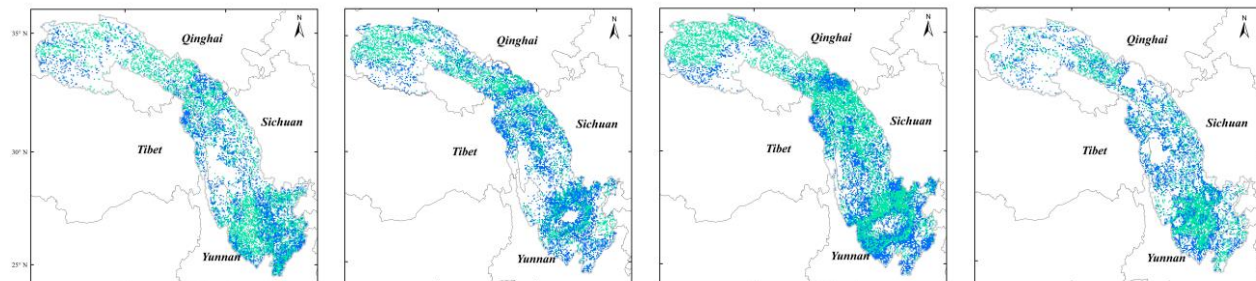 N
35° N
Qinghai
Sichuan
30° N
Tibet
Yunnan
25° N
N
Qinghai
Sichuan
Tibet
Yunnan
N
Qinghai
Sichuan
Tibet
Yunnan
N
Qinghai
Sichuan
Tibet
Yunnan